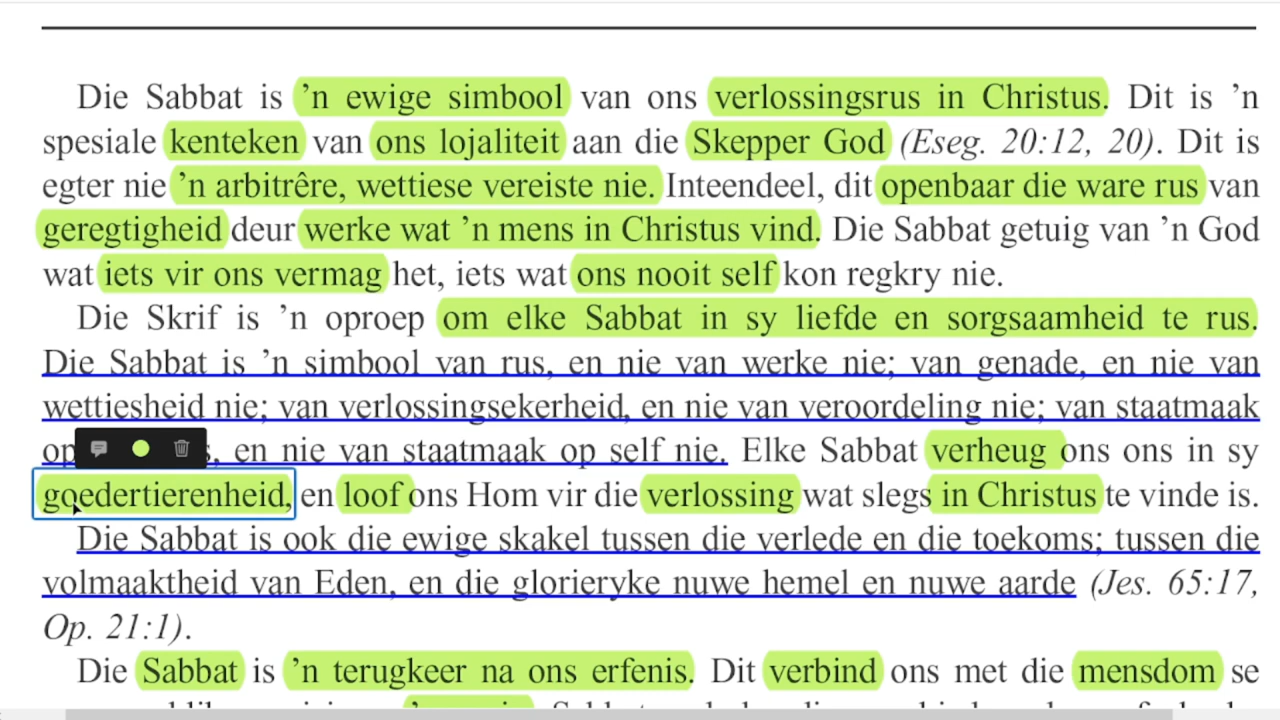 Die Sabbat is ’n ewige simbool van ons verlossingsrus in Christus. Dit is ’n
spesiale kenteken van ons lojaliteit aan die Skepper God (Eseg. 20:12, 20). Dit is
egter nie ’n arbitrêre, wettiese vereiste nie. Inteendeel, dit openbaar die ware rus van
geregtigheid deur werke wat ’n mens in Christus vind. Die Sabbat getuig van ’n God
wat iets vir ons vermag het, iets wat ons nooit self kon regkry nie.
Die Skrif is ’n oproep om elke Sabbat in sy liefde en sorgsaamheid te rus.
Die Sabbat is ’n simbool van rus, en nie van werke nie; van genade, en nie van
wettiesheid nie; van verlossingsekerheid, en nie van veroordeling nie; van staatmaak
op en nie van staatmaak op self nie. Elke Sabbat verheug ons ons in sy
goedertierenheid, en loof ons Hom vir die verlossing wat slegs in Christus te vinde is.
Die Sabbat is ook die ewige skakel tussen die verlede en die toekoms; tussen die
volmaaktheid van Eden, en die glorieryke nuwe hemel en nuwe aarde (Jes. 65:17,
Op. 21:1).
Die Sabbat is ’n terugkeer na ons erfenis. Dit verbind ons met die mensdom se